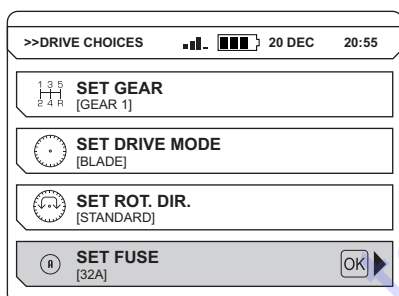 >>DRIVE CHOICES 20 DEC 20:55
1 3 5
2 4 R
SET GEAR
[GEAR 1]
SET DRIVE MODE
[BLADE]
SET ROT. DIR.
[STANDARD]
A
SET FUSE
[32A]
OK